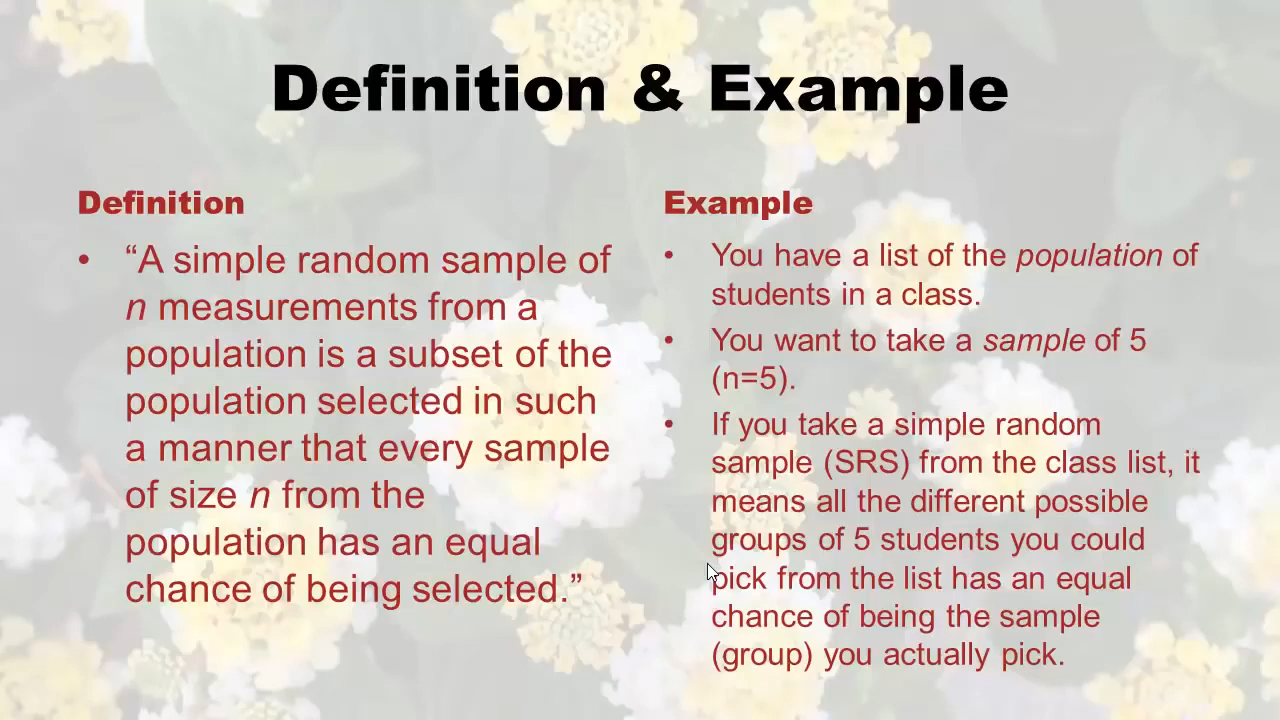 Definition & Example
Definition
• “A simple random sample of
n measurements from a
population is a subset of the
population selected in such
a manner that every sample
of size n from the
population has an equal
chance of being selected.”
Example
• You have a list of the population of
students in a class.
• You want to take a sample of 5
(n=5).
• If you take a simple random
sample (SRS) from the class list, it
means all the different possible
groups of 5 students you could
pick from the list has an equal
chance of being the sample
(group) you actually pick.